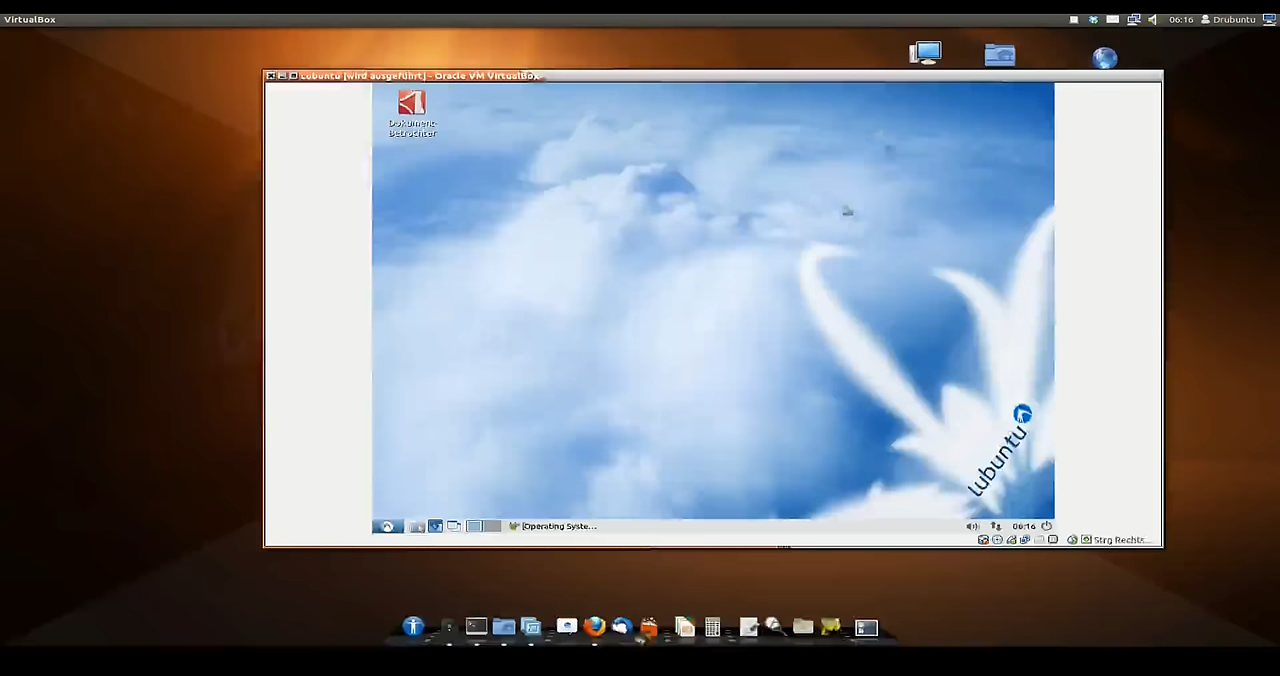 VirtualBox
06:16 Drubuntu
Lubuntu [wird ausgeführt] - Oracle VM VirtualBox
Dokument-
Betrachter
lubuntu
[Operating Syste...
06:16
Strg Rechts...